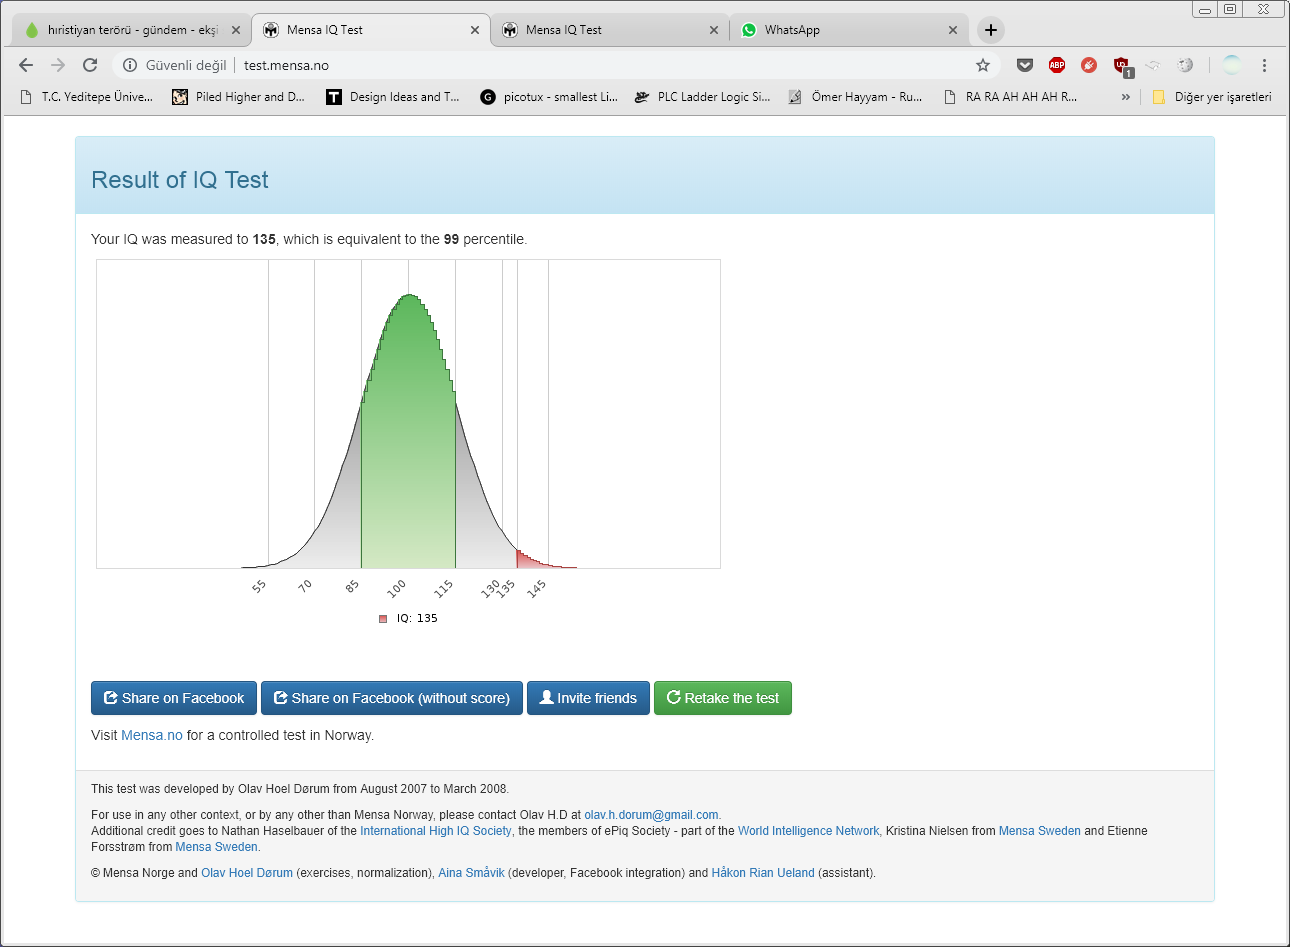 hıristiyan terörü - gündem - ekşi
Mensa IQ Test
Mensa IQ Test
WhatsApp
Güvenli değil
test.mensa.no
ABP
1
T.C. Yeditepe Ünive...
Piled Higher and D...
T
Design Ideas and T...
G
picotux - smallest Li...
PLC Ladder Logic Si...
Ömer Hayyam - Ru...
RA RA AH AH AH R...
»
Diğer yer işaretleri
Result of IQ Test
Your IQ was measured to 135, which is equivalent to the 99 percentile.
55
70
85
100
115
130
135
145
IQ: 135
Share on Facebook
Share on Facebook (without score)
Invite friends
Retake the test
Visit Mensa.no for a controlled test in Norway.
This test was developed by Olav Hoel Dørum from August 2007 to March 2008.
For use in any other context, or by any other than Mensa Norway, please contact Olav H.D at olav.h.dorum@gmail.com.
Additional credit goes to Nathan Haselbauer of the International High IQ Society, the members of ePiq Society - part of the World Intelligence Network, Kristina Nielsen from Mensa Sweden and Etienne
Forsstrøm from Mensa Sweden.
© Mensa Norge and Olav Hoel Dørum (exercises, normalization), Aina Småvik (developer, Facebook integration) and Håkon Rian Ueland (assistant).